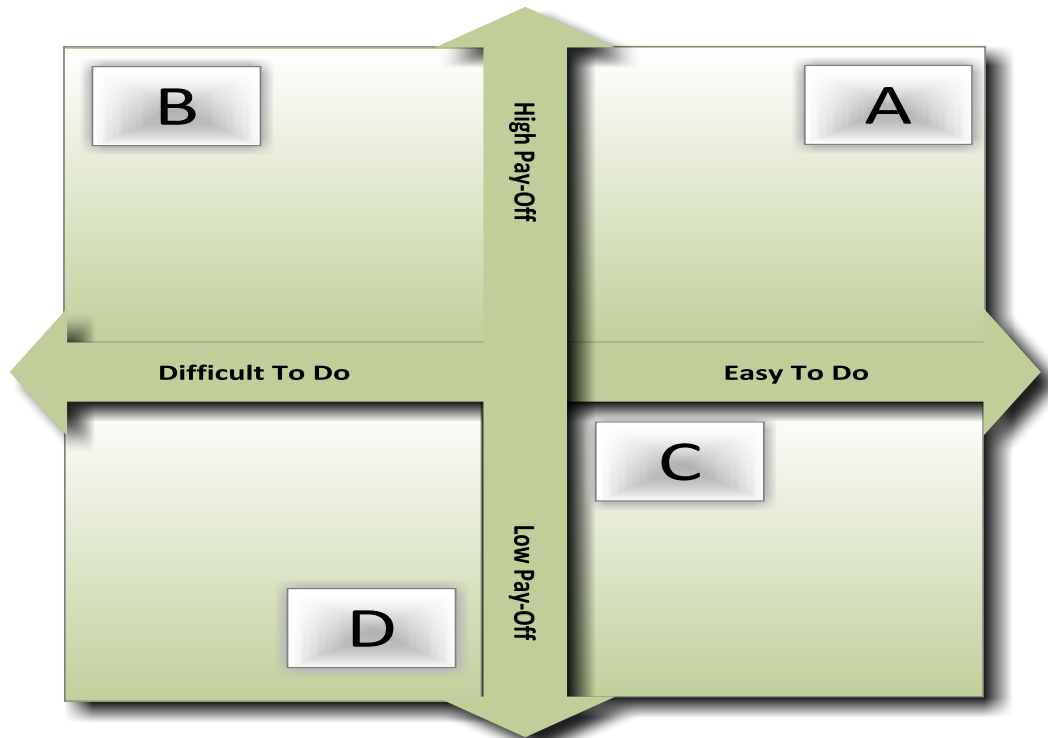 B
A
High Pay-Off
Difficult To Do
Easy To Do
C
Low Pay-Off
D